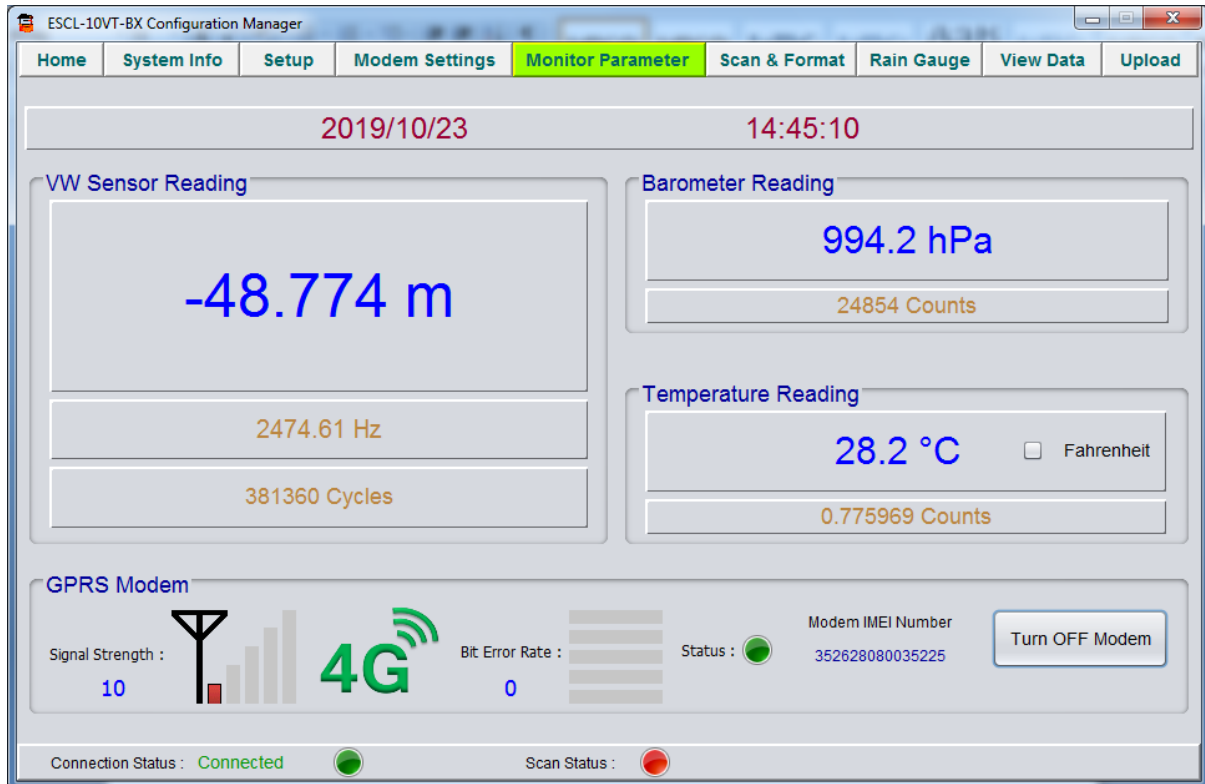 ESCL-10VT-BX Configuration Manager
Home System Info Setup Modem Settings Monitor Parameter Scan & Format Rain Gauge View Data Upload
2019/10/23 14:45:10
VW Sensor Reading
-48.774 m
2474.61 Hz
381360 Cycles
Barometer Reading
994.2 hPa
24854 Counts
Temperature Reading
28.2 °C Fahrenheit
0.775969 Counts
GPRS Modem
Signal Strength :
10
4G
Bit Error Rate :
0
Status :
Modem IMEI Number
352628080035225
Turn OFF Modem
Connection Status : Connected Scan Status :